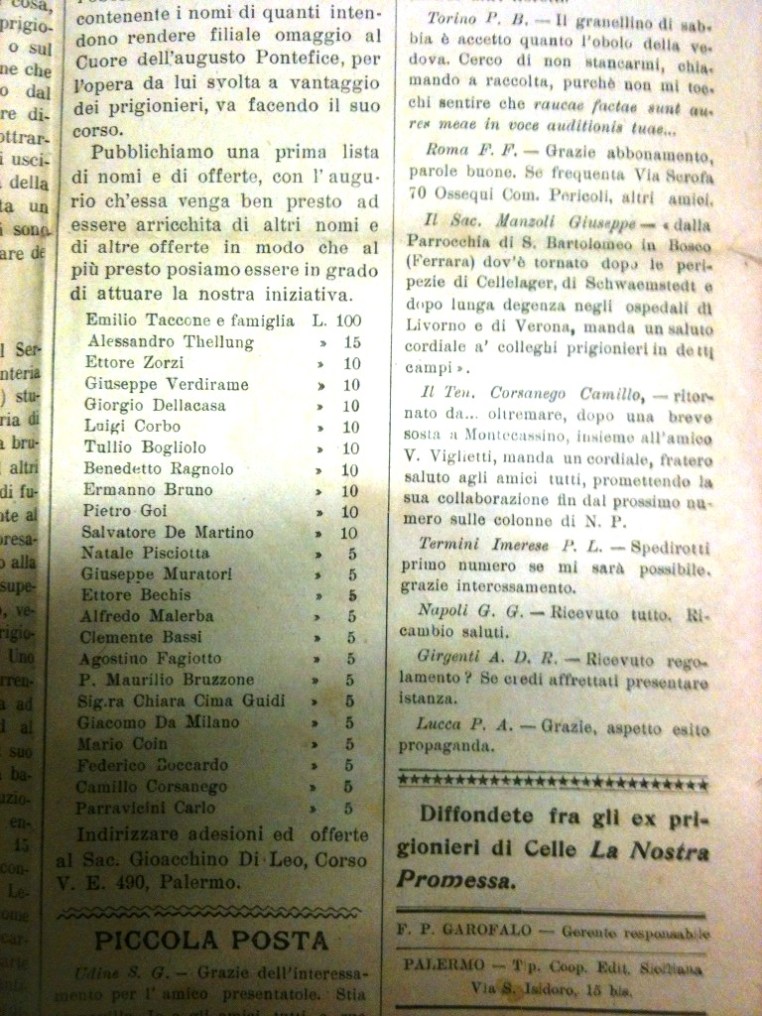 contenente i nomi di quanti inten-
dono rendere filiale omaggio al
Cuore dell'augusto Pontefice, per
l'opera da lui svolta a vantaggio
dei prigionieri, va facendo il suo
corso.
Pubblichiamo una prima lista
di nomi e di offerte, con l'augu-
rio ch'essa venga ben presto ad
essere arricchita di altri nomi e
di altre offerte in modo che al
più presto posiamo essere in grado
di attuare la nostra iniziativa.
Emilio Taccone e famiglia L. 100
Alessandro Thellung » 15
Ettore Zorzi » 10
Giuseppe Verdirame » 10
Giorgio Dellacasa » 10
Luigi Corbo » 10
Tullio Bogliolo » 10
Benedetto Ragnolo » 10
Ermanno Bruno » 10
Pietro Goi » 10
Salvatore De Martino » 10
Natale Pisciotta » 5
Giuseppe Muratori » 5
Ettore Bechis » 5
Alfredo Malerba » 5
Clemente Bassi » 5
Agostino Fagiotto » 5
P. Maurilio Bruzzone » 5
Sig.ra Chiara Cima Guidi » 5
Giacomo Da Milano » 5
Mario Coin » 5
Federico Boccardo » 5
Camillo Corsanego » 5
Parravicini Carlo » 5
Indirizzare adesioni ed offerte
al Sac. Gioacchino Di Leo, Corso
V. E. 490, Palermo.
PICCOLA POSTA
Udine S. G. — Grazie dell'interessa-
mento per l'amico presentatole. Stia
Torino P. B. — Il granellino di sab-
bia è accetto quanto l'obolo della ve-
dova. Cerco di non stancarmi, chia-
mando a raccolta, purchè non mi toc-
chi sentire che raucae factae sunt au-
res meae in voce auditionis tuae...
Roma F. F. — Grazie abbonamento,
parole buone. Se frequenta Via Scrofa
70 Ossequi Com. Pericoli, altri amici.
Il Sac. Manzoli Giuseppe — « dalla
Parrocchia di S. Bartolomeo in Bosco
(Ferrara) dov'è tornato dopo le peri-
pezie di Cellelager, di Schwaemstedt e
dopo lunga degenza negli ospedali di
Livorno e di Verona, manda un saluto
cordiale a' colleghi prigionieri in detti
campi ».
Il Ten. Corsanego Camillo, — ritor-
nato da... oltremare, dopo una breve
sosta a Montecassino, insieme all'amico
V. Viglietti, manda un cordiale, fratero
saluto agli amici tutti, promettendo la
sua collaborazione fin dal prossimo nu-
mero sulle colonne di N. P.
Termini Imerese P. L. — Spedirotti
primo numero se mi sarà possibile.
grazie interessamento.
Napoli G. G. — Ricevuto tutto. Ri-
cambio saluti.
Girgenti A. D. R. — Ricevuto rego-
lamento? Se credi affrettati presentare
istanza.
Lucca P. A. — Grazie, aspetto esito
propaganda.
Diffondete fra gli ex pri-
gionieri di Celle La Nostra
Promessa.
F. P. GAROFALO — Gerente responsabile
PALERMO — Tip. Coop. Edit. Siciliana
Via S. Isidoro, 15 bis.